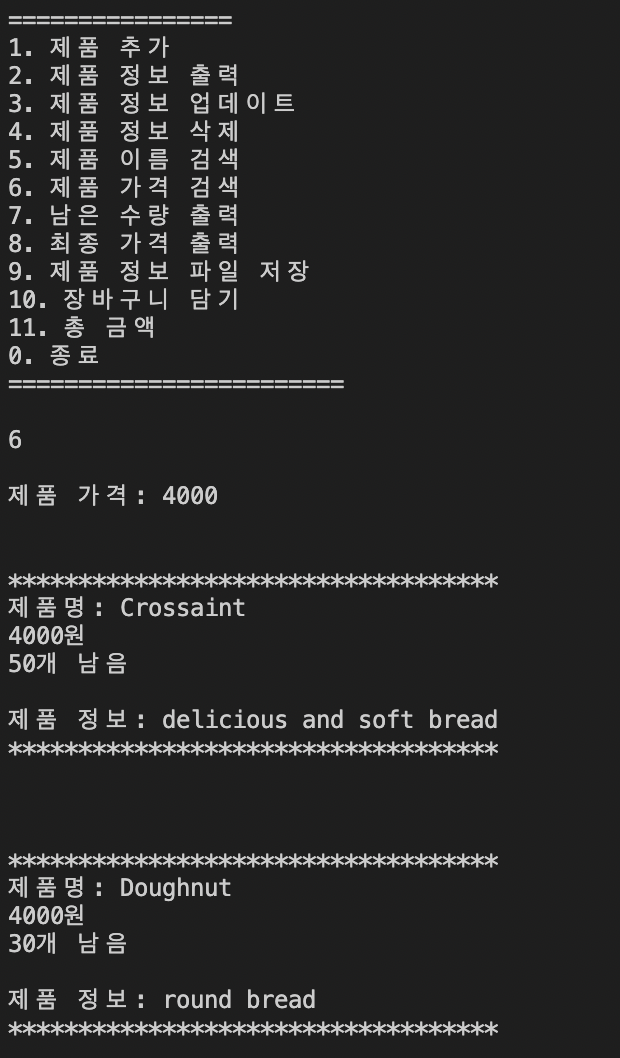 ================
1. 제품 추가
2. 제품 정보 출력
3. 제품 정보 업데이트
4. 제품 정보 삭제
5. 제품 이름 검색
6. 제품 가격 검색
7. 남은 수량 출력
8. 최종 가격 출력
9. 제품 정보 파일 저장
10. 장바구니 담기
11. 총 금액
0. 종료
========================
6
제품 가격: 4000
***********************************
제품명: Crossaint
4000원
50개 남음
제품 정보: delicious and soft bread
***********************************
***********************************
제품명: Doughnut
4000원
30개 남음
제품 정보: round bread
***********************************